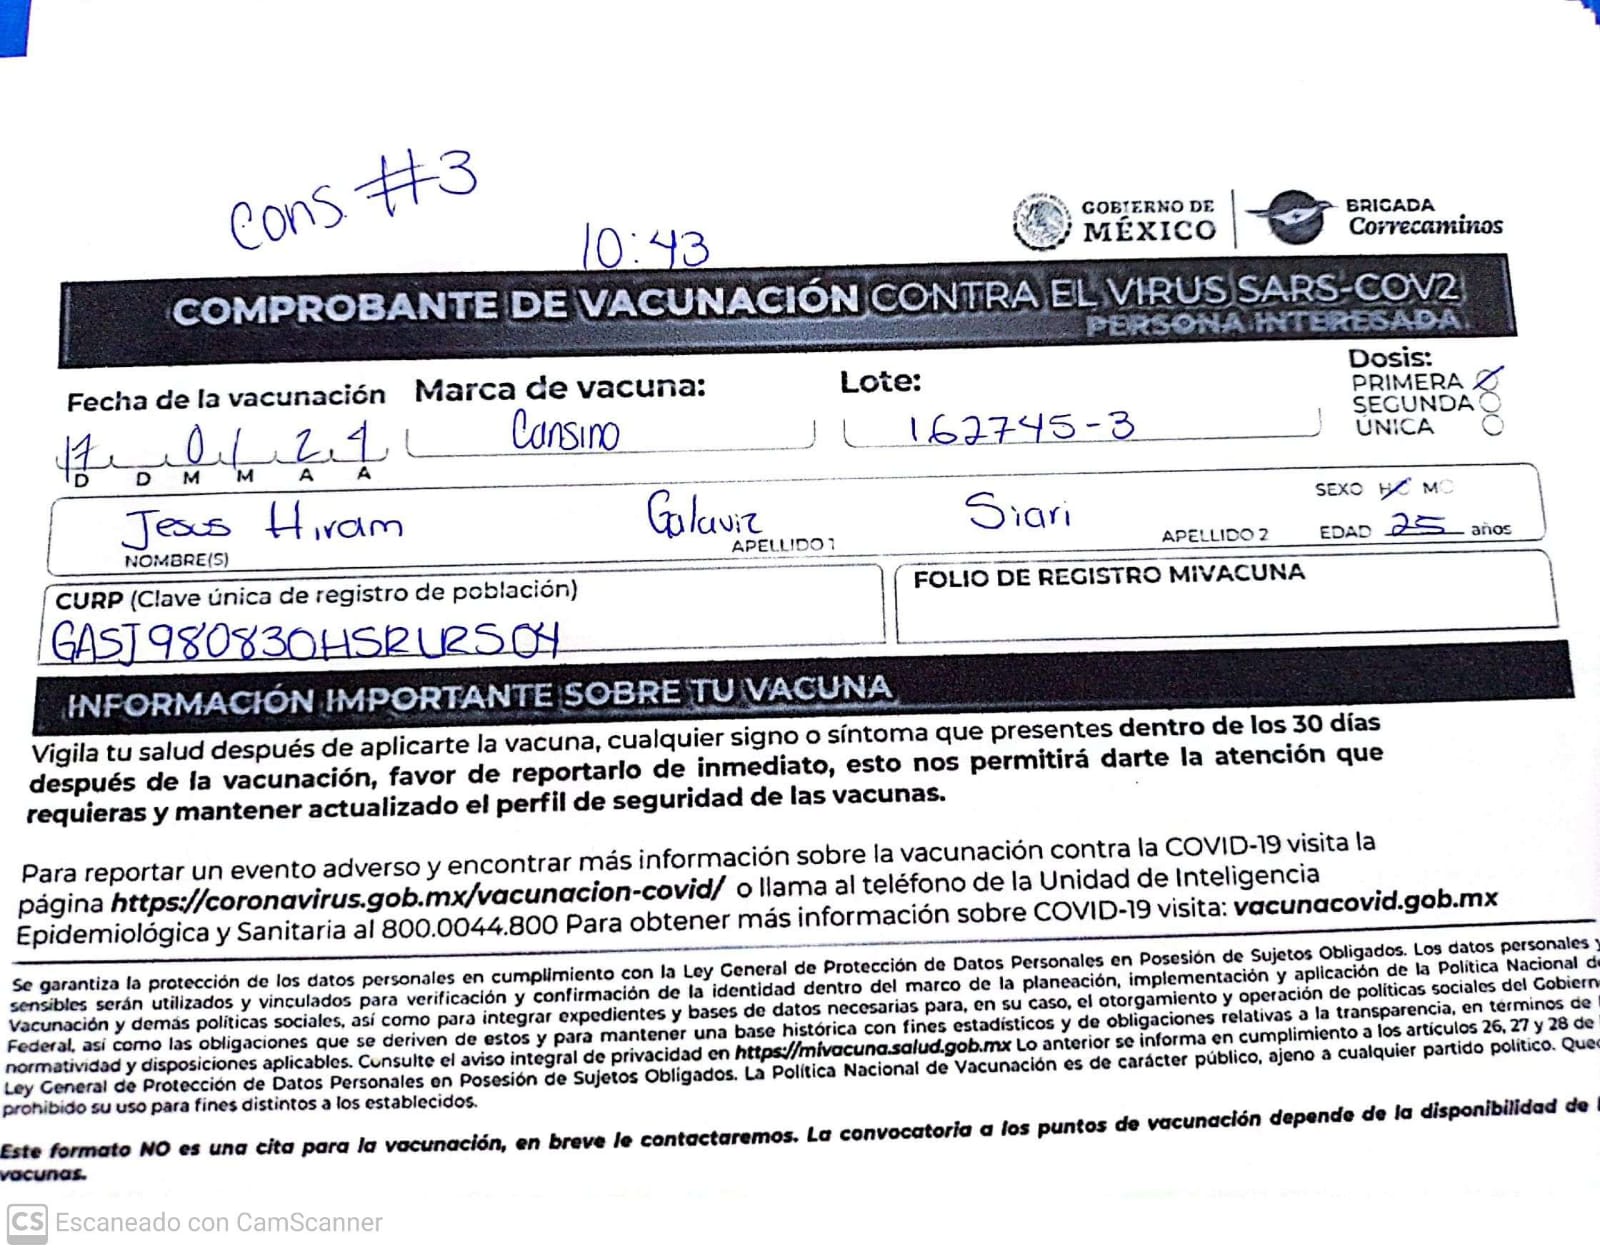 Cons. #3
10:43
GOBIERNO DE MÉXICO
BRIGADA Correcaminos
COMPROBANTE DE VACUNACIÓN CONTRA EL VIRUS SARS-COV2
PERSONA INTERESADA
Fecha de la vacunación Marca de vacuna: Lote: Dosis:
PRIMERA
SEGUNDA
ÚNICA
17 01 21 Cansino 162745-3
D D M M A A
SEXO H M
Jesus Hiram Galaviz Siari
NOMBRE(S) APELLIDO 1 APELLIDO 2 EDAD 25 años
CURP (Clave única de registro de población) FOLIO DE REGISTRO MIVACUNA
GASJ980830HSRLRS04
INFORMACIÓN IMPORTANTE SOBRE TU VACUNA
Vigila tu salud después de aplicarte la vacuna, cualquier signo o síntoma que presentes dentro de los 30 días
después de la vacunación, favor de reportarlo de inmediato, esto nos permitirá darte la atención que
requieras y mantener actualizado el perfil de seguridad de las vacunas.
Para reportar un evento adverso y encontrar más información sobre la vacunación contra la COVID-19 visita la
página https://coronavirus.gob.mx/vacunacion-covid/ o llama al teléfono de la Unidad de Inteligencia
Epidemiológica y Sanitaria al 800.0044.800 Para obtener más información sobre COVID-19 visita: vacunacovid.gob.mx
Se garantiza la protección de los datos personales en cumplimiento con la Ley General de Protección de Datos Personales en Posesión de Sujetos Obligados. Los datos personales y
sensibles serán utilizados y vinculados para verificación y confirmación de la identidad dentro del marco de la planeación, implementación y aplicación de la Política Nacional de
Vacunación y demás políticas sociales, así como para integrar expedientes y bases de datos necesarias para, en su caso, el otorgamiento y operación de políticas sociales del Gobiern
Federal, así como las obligaciones que se deriven de estos y para mantener una base histórica con fines estadísticos y de obligaciones relativas a la transparencia, en términos de l
normatividad y disposiciones aplicables. Consulte el aviso integral de privacidad en https://mivacuna.salud.gob.mx Lo anterior se informa en cumplimiento a los artículos 26, 27 y 28 de
Ley General de Protección de Datos Personales en Posesión de Sujetos Obligados. La Política Nacional de Vacunación es de carácter público, ajeno a cualquier partido político. Que
prohibido su uso para fines distintos a los establecidos.
Este formato NO es una cita para la vacunación, en breve le contactaremos. La convocatoria a los puntos de vacunación depende de la disponibilidad de l
vacunas.
CS Escaneado con CamScanner